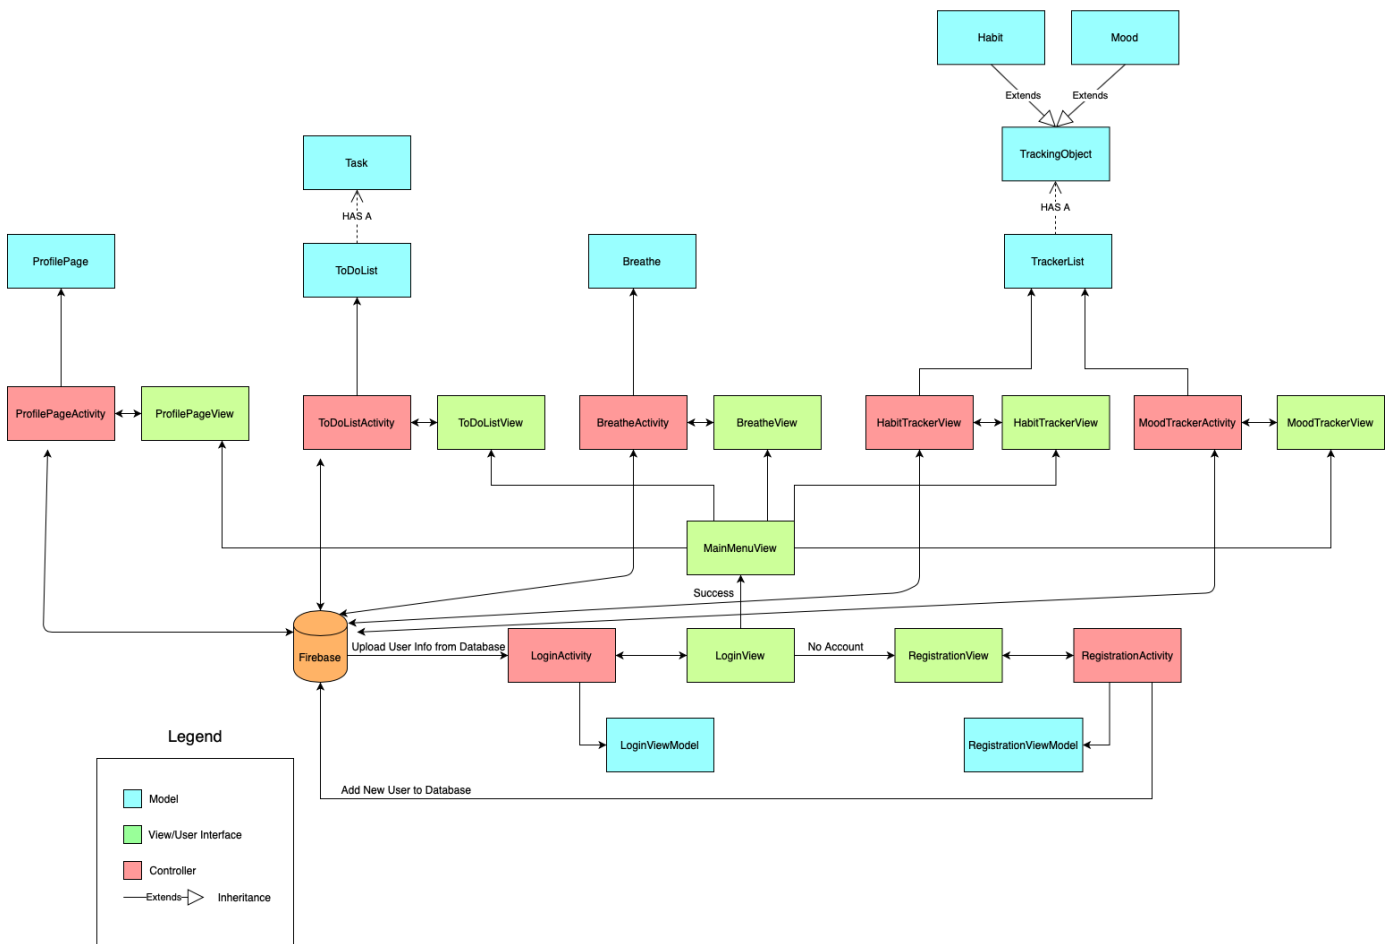 Habit
Mood
Extends
Extends
Task
TrackingObject
HAS A
HAS A
ProfilePage
ToDoList
Breathe
TrackerList
ProfilePageActivity
ProfilePageView
ToDoListActivity
ToDoListView
BreatheActivity
BreatheView
HabitTrackerView
HabitTrackerView
MoodTrackerActivity
MoodTrackerView
MainMenuView
Success
Firebase
Upload User Info from Database
LoginActivity
LoginView
No Account
RegistrationView
RegistrationActivity
Legend
LoginViewModel
RegistrationViewModel
Add New User to Database
Model
View/User Interface
Controller
Extends
Inheritance